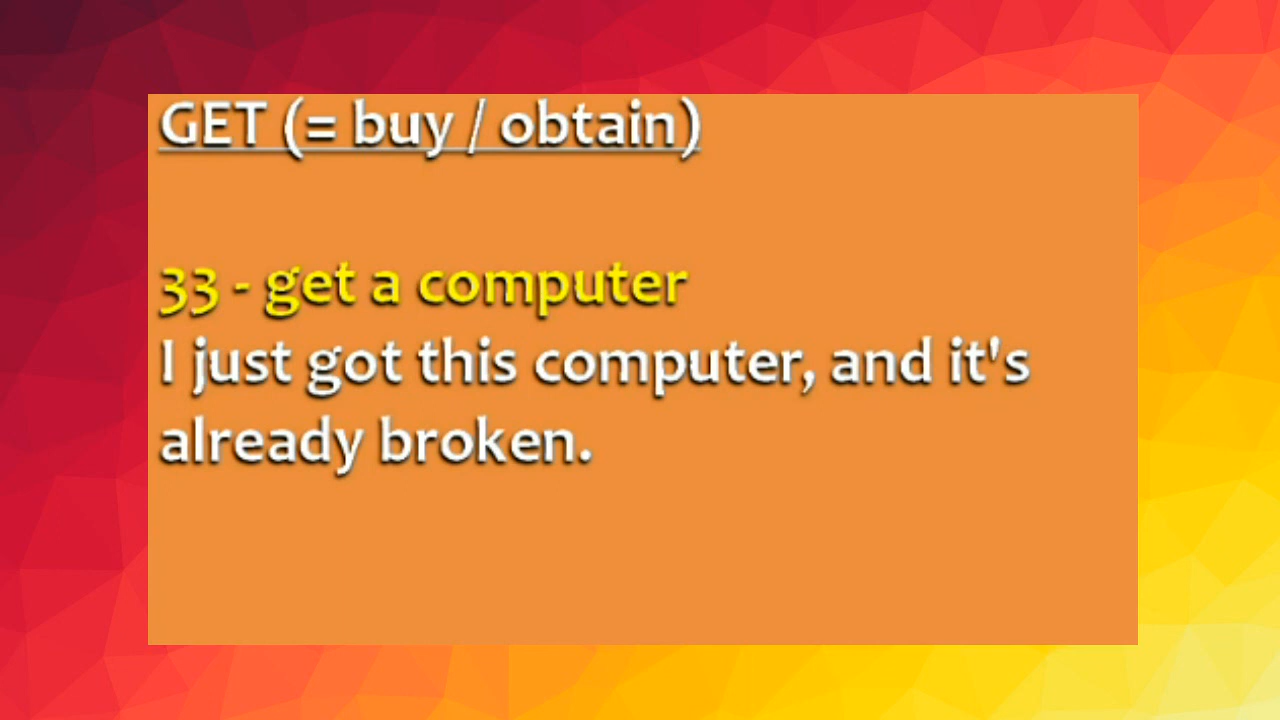 GET (= buy / obtain)
33 - get a computer
I just got this computer, and it's
already broken.